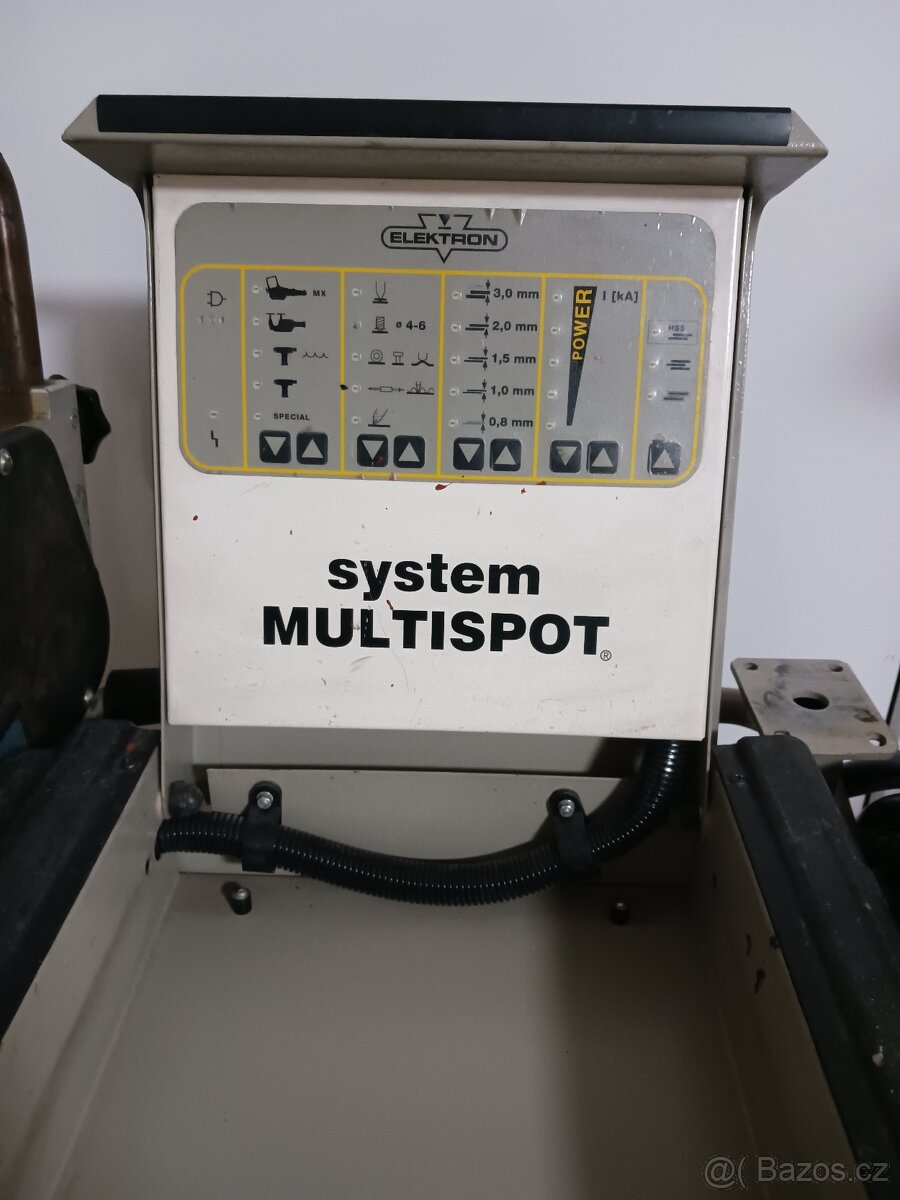 ELEKTRON
MX
ø 4-6
SPECIAL
3,0 mm
2,0 mm
1,5 mm
1,0 mm
0,8 mm
POWER
I [kA]
HSS
system
MULTISPOT®
@( Bazos.cz